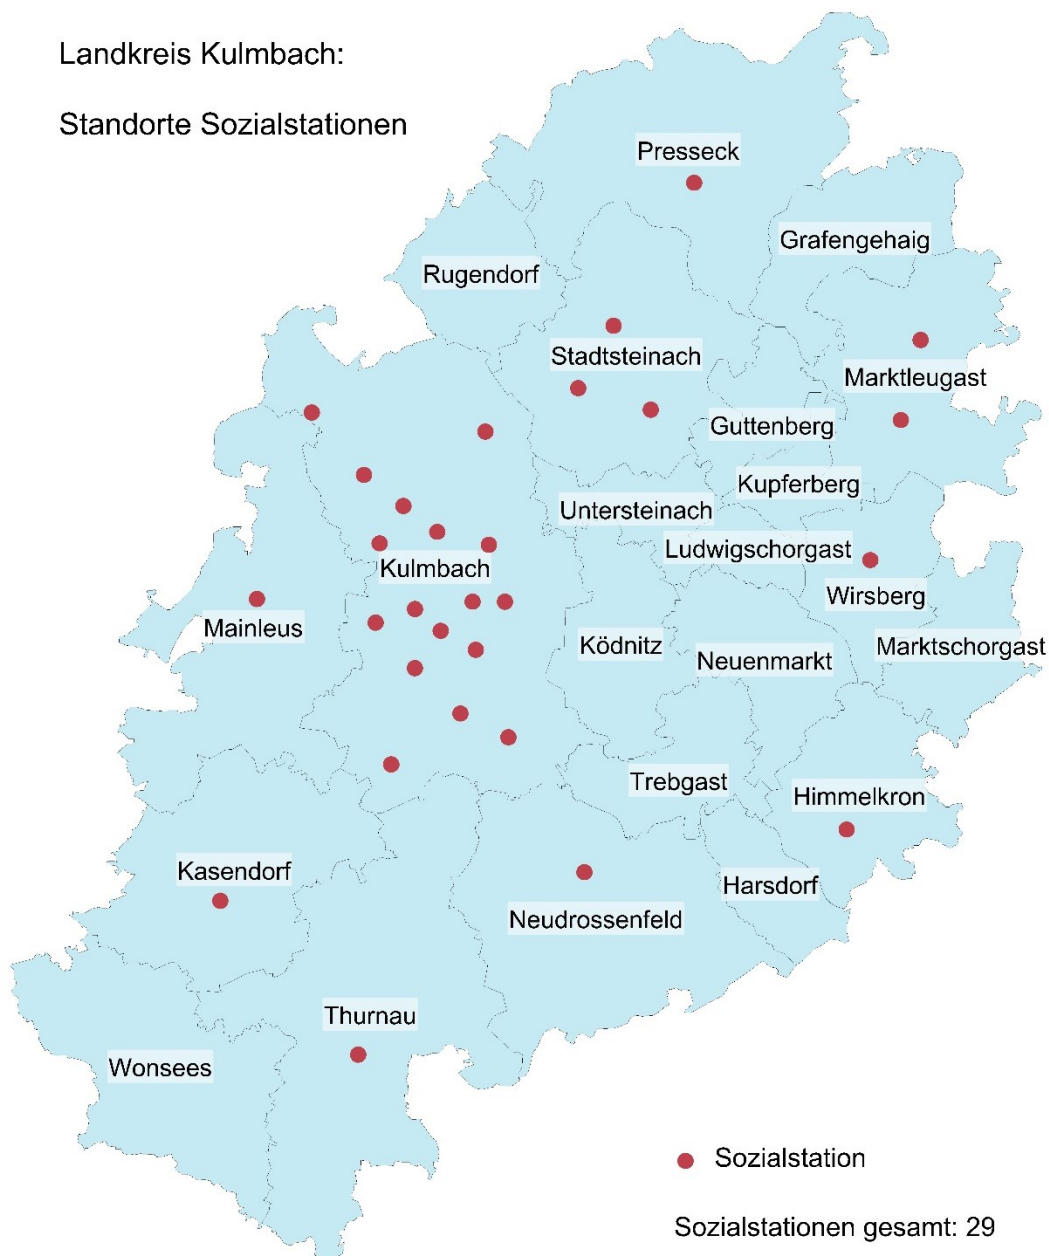 Landkreis Kulmbach:
Standorte Sozialstationen
Presseck
Grafengehaig
Rugendorf
Stadtsteinach
Marktleugast
Guttenberg
Kupferberg
Untersteinach
Ludwigschorgast
Kulmbach
Wirsberg
Mainleus
Ködnitz
Marktschorgast
Neuenmarkt
Trebgast
Himmelkron
Kasendorf
Harsdorf
Neudrossenfeld
Thurnau
Wonsees
Sozialstation
Sozialstationen gesamt: 29